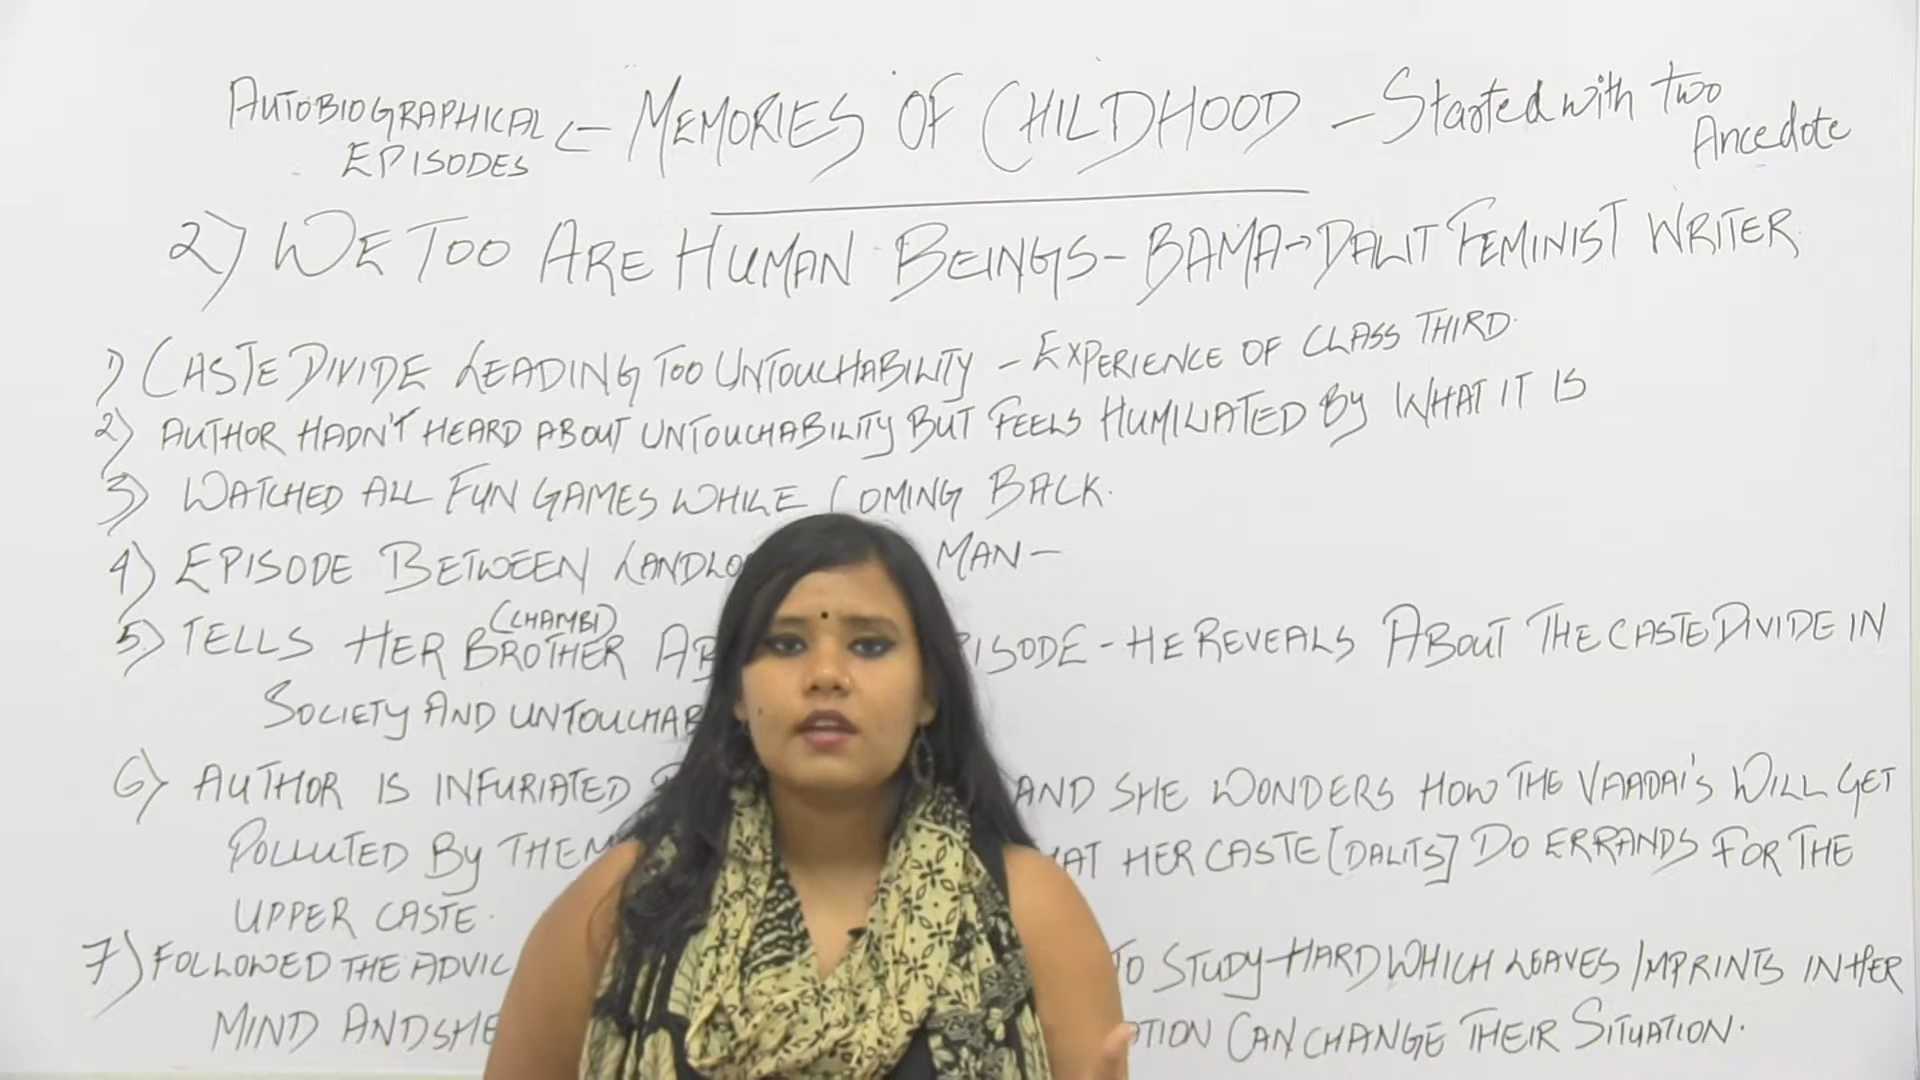 AUTOBIOGRAPHICAL EPISODES <- MEMORIES OF CHILDHOOD - Started with two Ancedote
2) WE TOO ARE HUMAN BEINGS - BAMA -> DALIT FEMINIST WRITER
1) CASTE DIVIDE LEADING TOO UNTOUCHABILITY - EXPERIENCE OF CLASS THIRD.
2) AUTHOR HADN'T HEARD ABOUT UNTOUCHABILITY BUT FEELS HUMILIATED BY WHAT IT IS
3) WATCHED ALL FUN GAMES WHILE COMING BACK.
4) EPISODE BETWEEN MAN -
(CHAMBI)
5) TELLS HER BROTHER - HE REVEALS ABOUT THE CASTE DIVIDE IN
SOCIETY AND
6) AUTHOR IS INFURIATED AND SHE WONDERS HOW THE VAADAI'S WILL GET
POLLUTED BY HER CASTE [DALITS] DO ERRANDS FOR THE
UPPER CASTE.
7) FOLLOWED THE TO STUDY HARD WHICH LEAVES IMPRINTS IN HER
MIND AND SHE CAN CHANGE THEIR SITUATION.